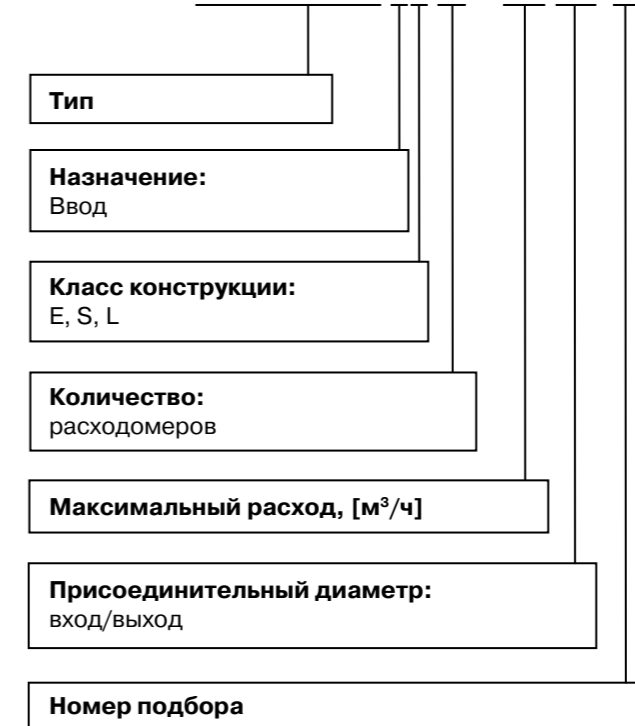 Тип
Назначение:
Ввод
Класс конструкции:
E, S, L
Количество:
расходомеров
Максимальный расход, [м³/ч]
Присоединительный диаметр:
вход/выход
Номер подбора